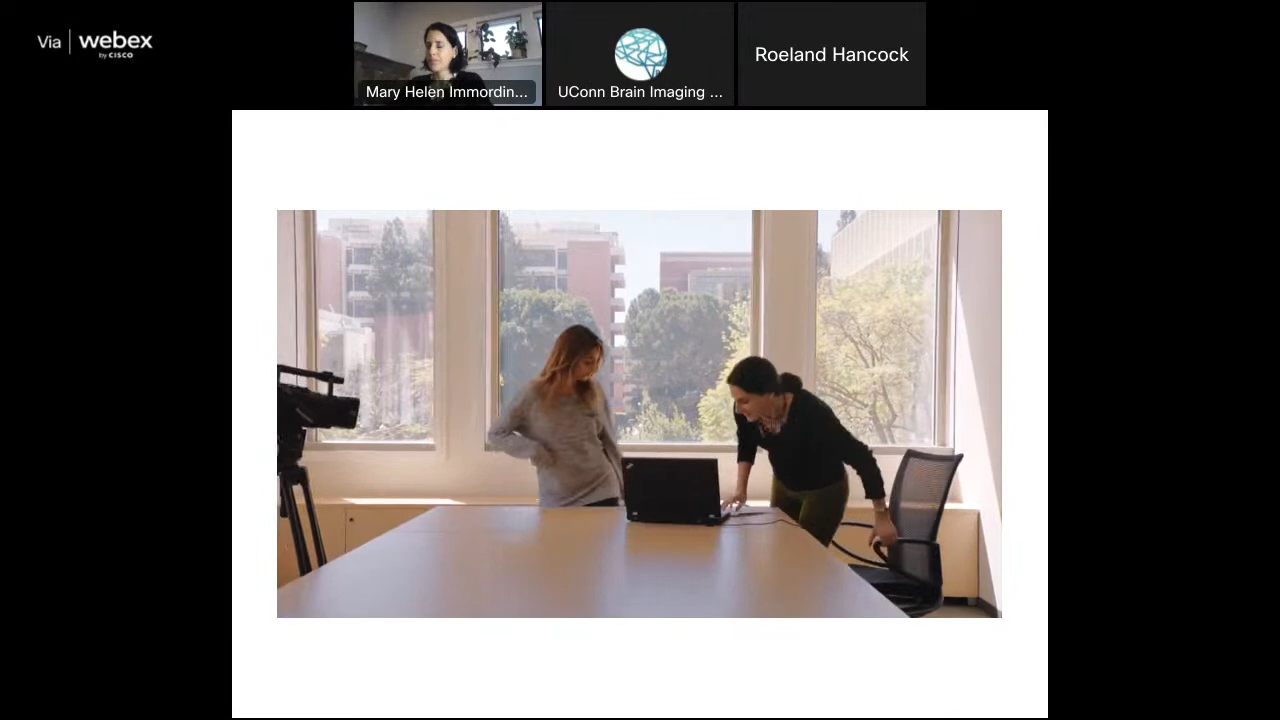 Via | webex
by CISCO
Mary Helen Immordin...
UConn Brain Imaging ...
Roeland Hancock